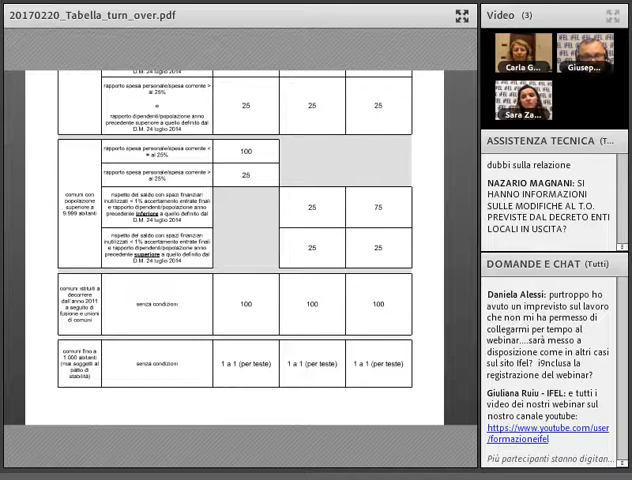 20170220_Tabella_turn_over.pdf
D.M. 24 luglio 2014
rapporto spesa personale/spesa corrente >
al 25%
e
rapporto dipendenti/popolazione anno
precedente superiore a quello definito dal
D.M. 24 luglio 2014
25 25 25
comuni con
popolazione
superiore a
9.999 abitanti
rapporto spesa personale/spesa corrente <
= al 25%
100
rapporto spesa personale/spesa corrente >
al 25%
25
rispetto del saldo con spazi finanziari
inutilizzati < 1% accertamento entrate finali
e rapporto dipendenti/popolazione anno
precedente inferiore a quello definito dal
D.M. 24 luglio 2014
25 75
rispetto del saldo con spazi finanziari
inutilizzati < 1% accertamento entrate finali
e rapporto dipendenti/popolazione anno
precedente superiore a quello definito dal
D.M. 24 luglio 2014
25 25
comuni istituiti a
decorrere
dall'anno 2011
a seguito di
fusione e unioni
di comuni
senza condizioni
100 100 100
comuni fino a
1.000 abitanti
(mai soggetti al
patto di
stabilità)
senza condizioni
1 a 1 (per teste) 1 a 1 (per teste) 1 a 1 (per teste)
Video (3)
Carla G...
Giusep...
Sara Za...
ASSISTENZA TECNICA (T...
dubbi sulla relazione
NAZARIO MAGNANI: SI
HANNO INFORMAZIONI
SULLE MODIFICHE AL T.O.
PREVISTE DAL DECRETO ENTI
LOCALI IN USCITA?
DOMANDE E CHAT (Tutti)
Daniela Alessi: purtroppo ho
avuto un imprevisto sul lavoro
che non mi ha permesso di
collegarmi per tempo al
webinar....sarà messo a
disposizione come in altri casi
sul sito Ifel? i9nclusa la
registrazione del webinar?
Giuliana Ruiu - IFEL: e tutti i
video dei nostri webinar sul
nostro canale youtube:
https://www.youtube.com/user
/formazioneifel
Più partecipanti stanno digitan...